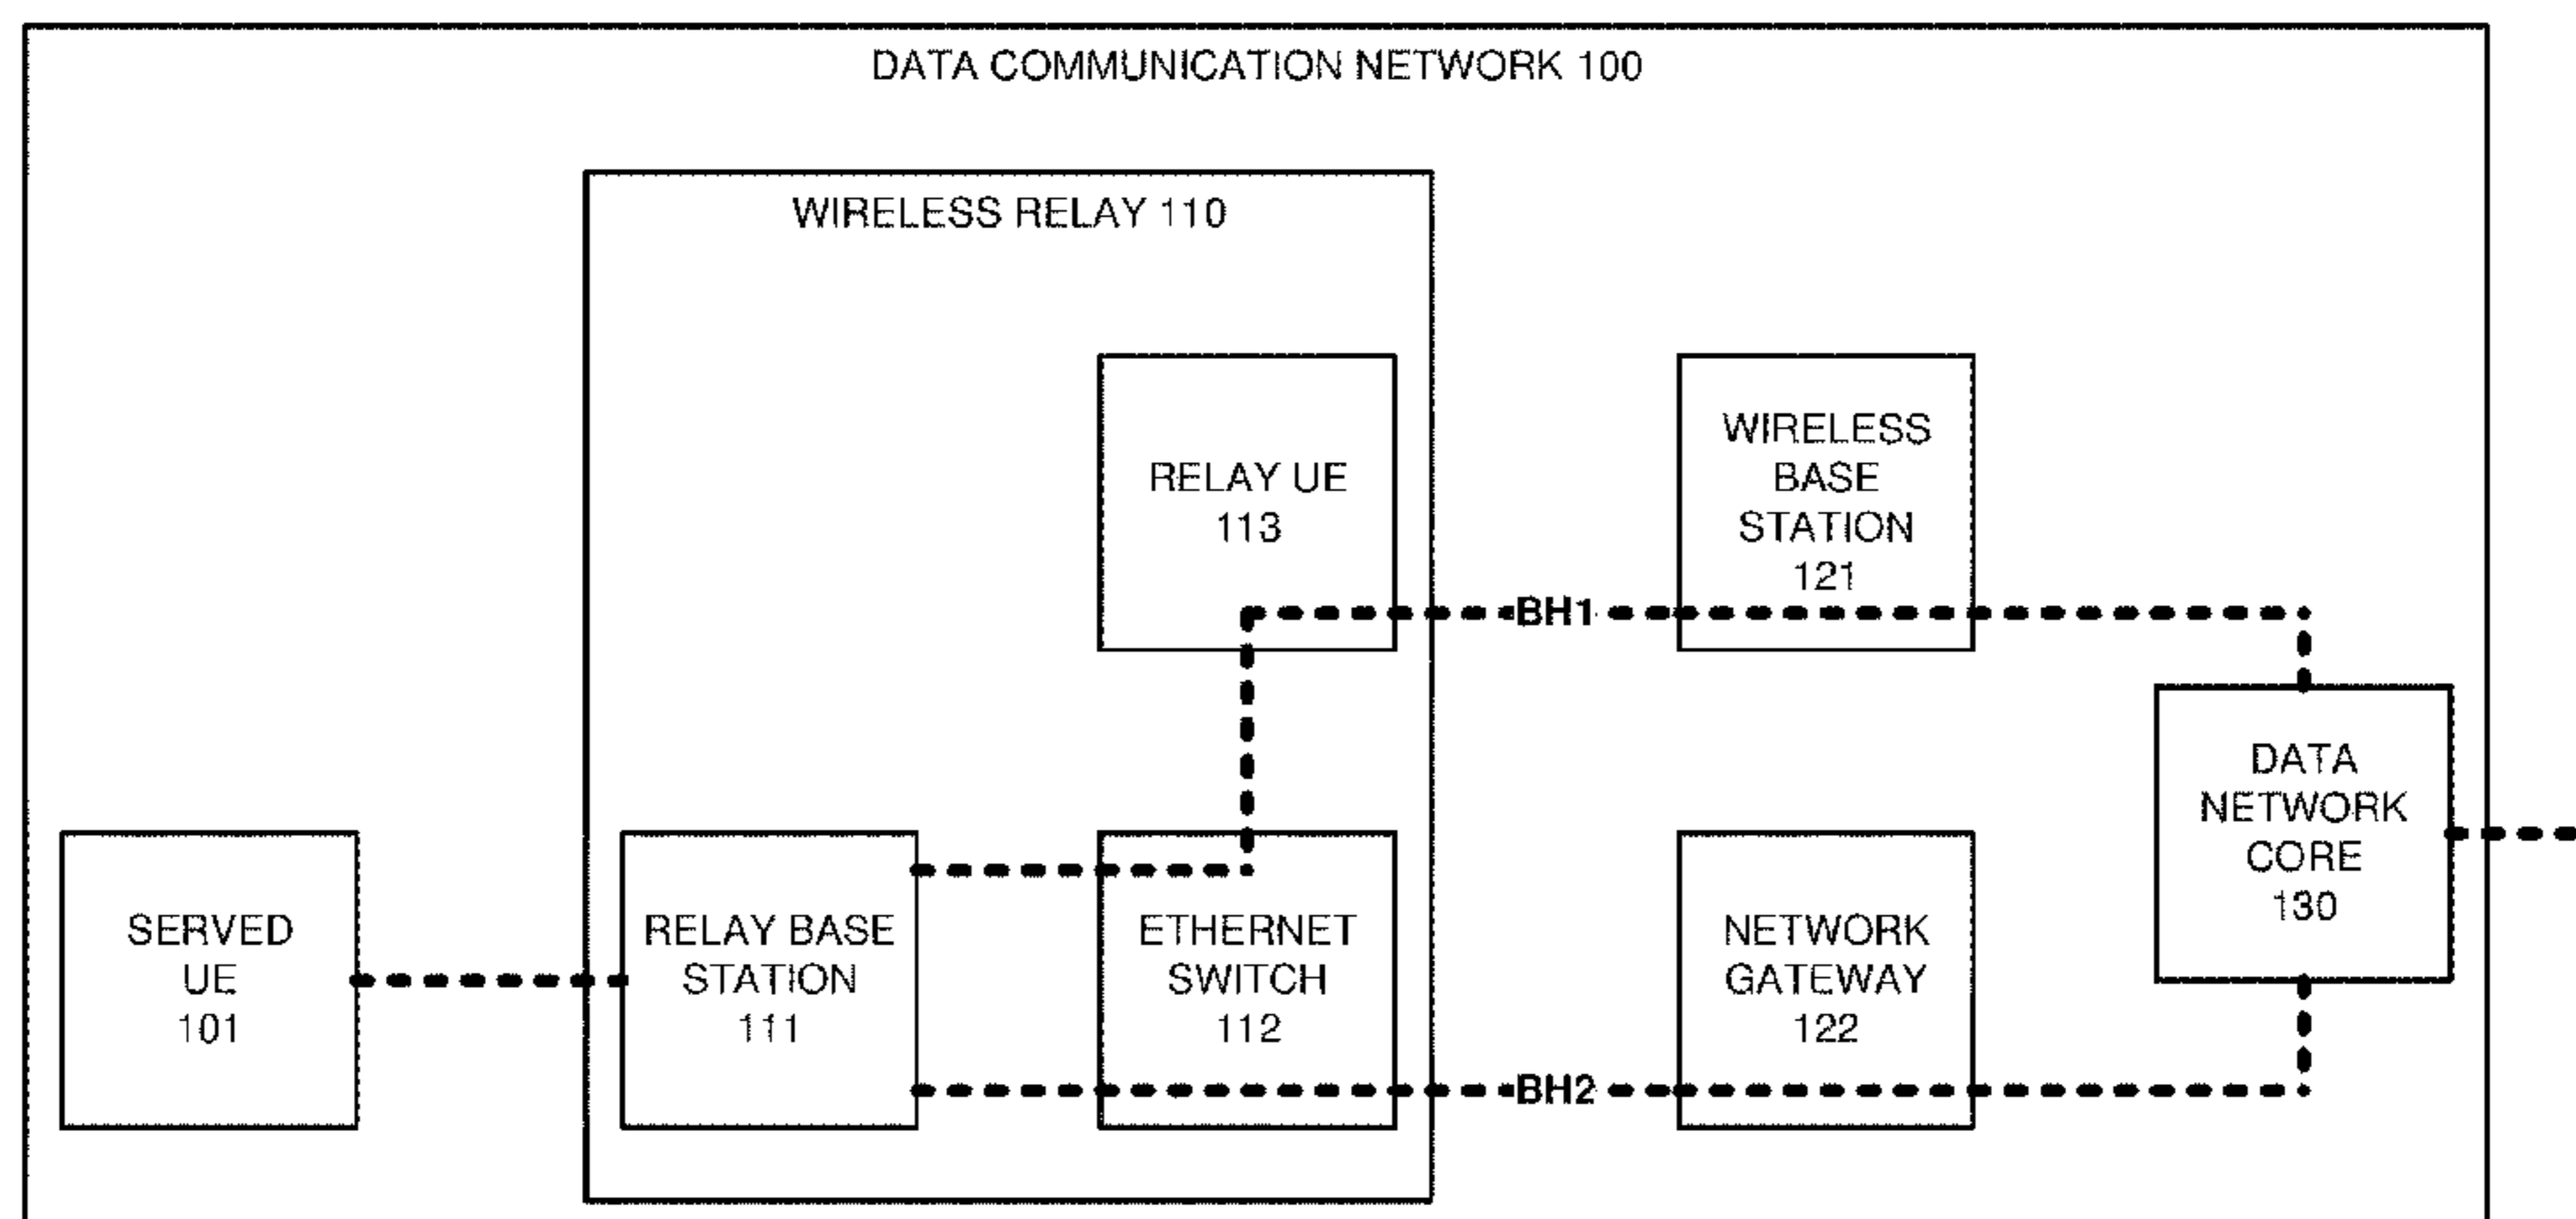 DATA COMMUNICATION NETWORK 100
WIRELESS RELAY 110
RELAY UE
113
WIRELESS
BASE
STATION
121
BH1
DATA
NETWORK
CORE
130
SERVED
UE
101
RELAY BASE
STATION
111
ETHERNET
SWITCH
112
NETWORK
GATEWAY
122
BH2